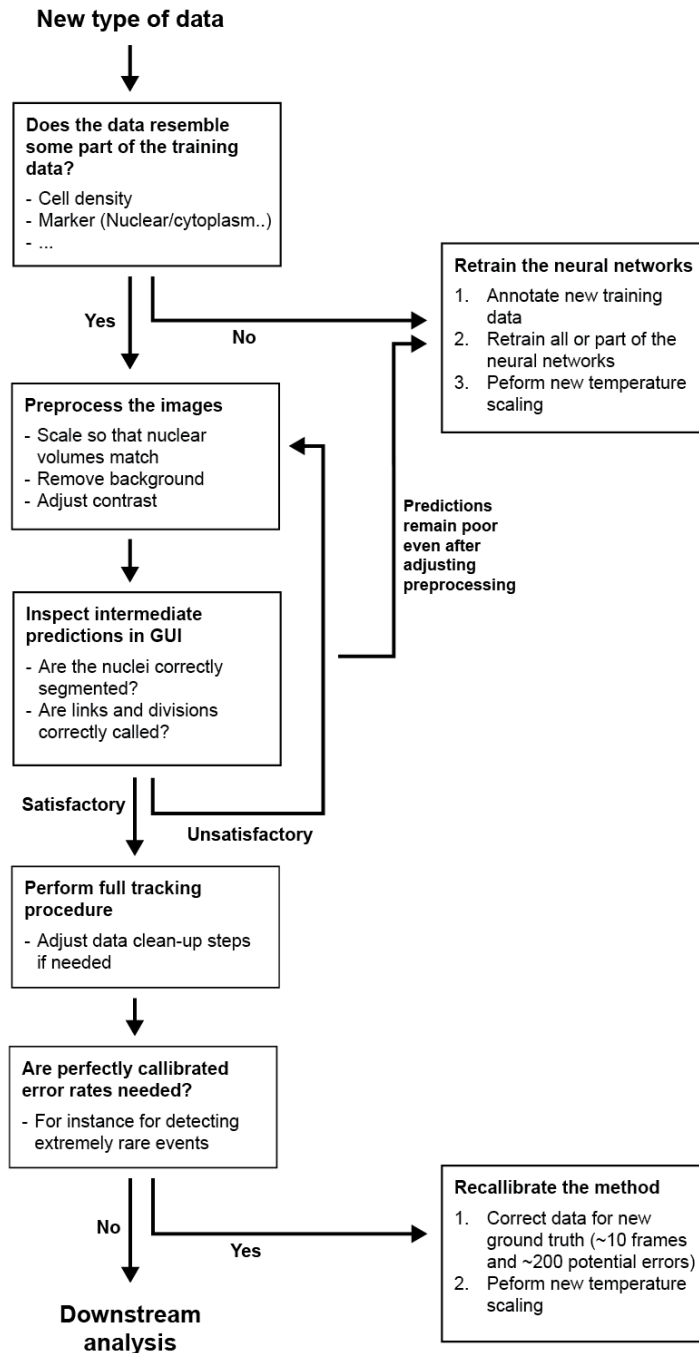 New type of data
Does the data resemble
some part of the training
data?
- Cell density
- Marker (Nuclear/cytoplasm..)
- ...
Yes
No
Retrain the neural networks
1. Annotate new training
data
2. Retrain all or part of the
neural networks
3. Peform new temperature
scaling
Preprocess the images
- Scale so that nuclear
volumes match
- Remove background
- Adjust contrast
Predictions
remain poor
even after
adjusting
preprocessing
Inspect intermediate
predictions in GUI
- Are the nuclei correctly
segmented?
- Are links and divisions
correctly called?
Satisfactory
Unsatisfactory
Perform full tracking
procedure
- Adjust data clean-up steps
if needed
Are perfectly callibrated
error rates needed?
- For instance for detecting
extremely rare events
No
Yes
Recallibrate the method
1. Correct data for new
ground truth (~10 frames
and ~200 potential errors)
2. Peform new temperature
scaling
Downstream
analysis